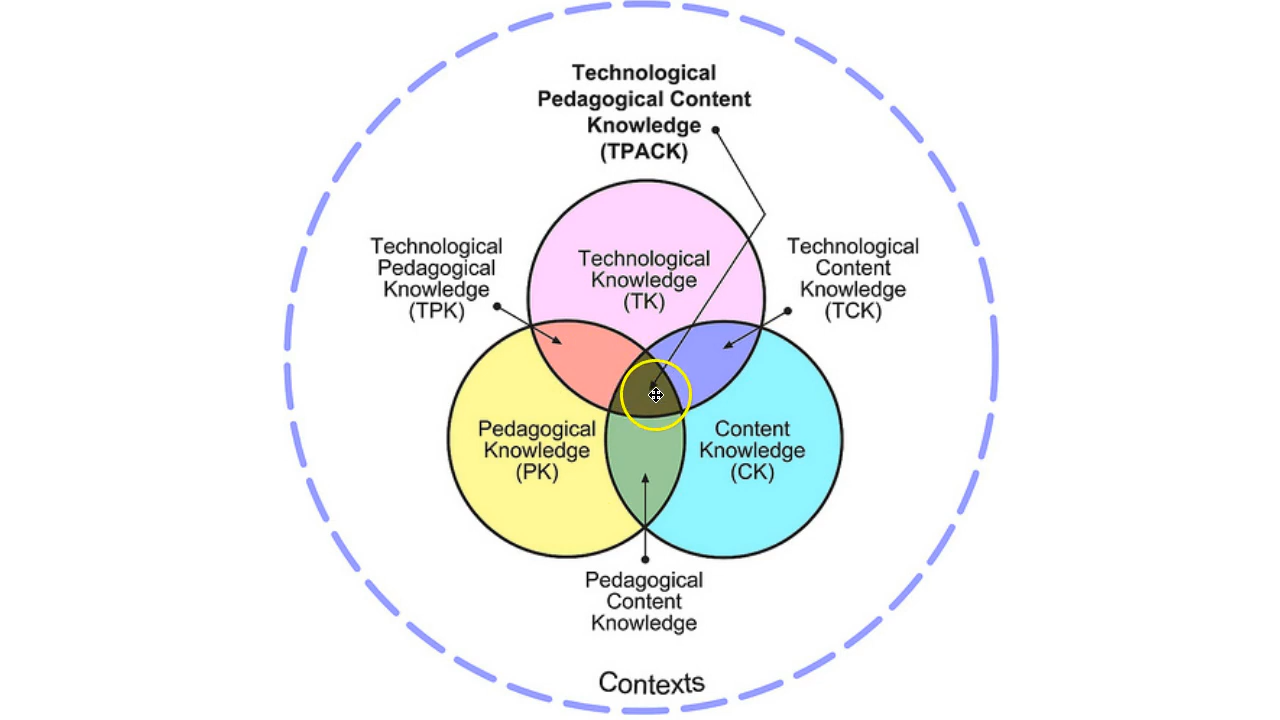 Technological
Pedagogical Content
Knowledge
(TPACK)
Technological
Pedagogical
Knowledge
(TPK)
Technological
Knowledge
(TK)
Technological
Content
Knowledge
(TCK)
Pedagogical
Knowledge
(PK)
Content
Knowledge
(CK)
Pedagogical
Content
Knowledge
Contexts